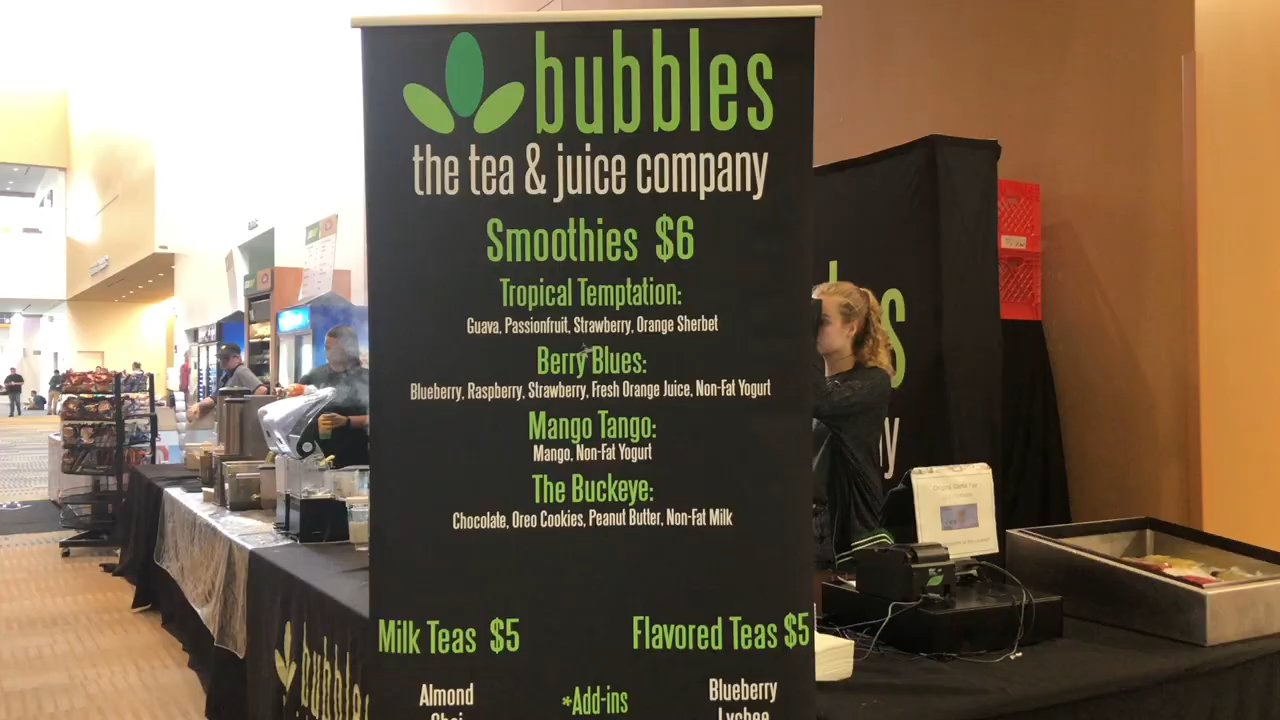 bubbles
the tea & juice company
Smoothies $6
Tropical Temptation:
Guava, Passionfruit, Strawberry, Orange Sherbet
Berry Blues:
Blueberry, Raspberry, Strawberry, Fresh Orange Juice, Non-Fat Yogurt
Mango Tango:
Mango, Non-Fat Yogurt
The Buckeye:
Chocolate, Oreo Cookies, Peanut Butter, Non-Fat Milk
Milk Teas $5
Flavored Teas $5
Almond
Chai
*Add-ins
Blueberry
Lychee
bubbles